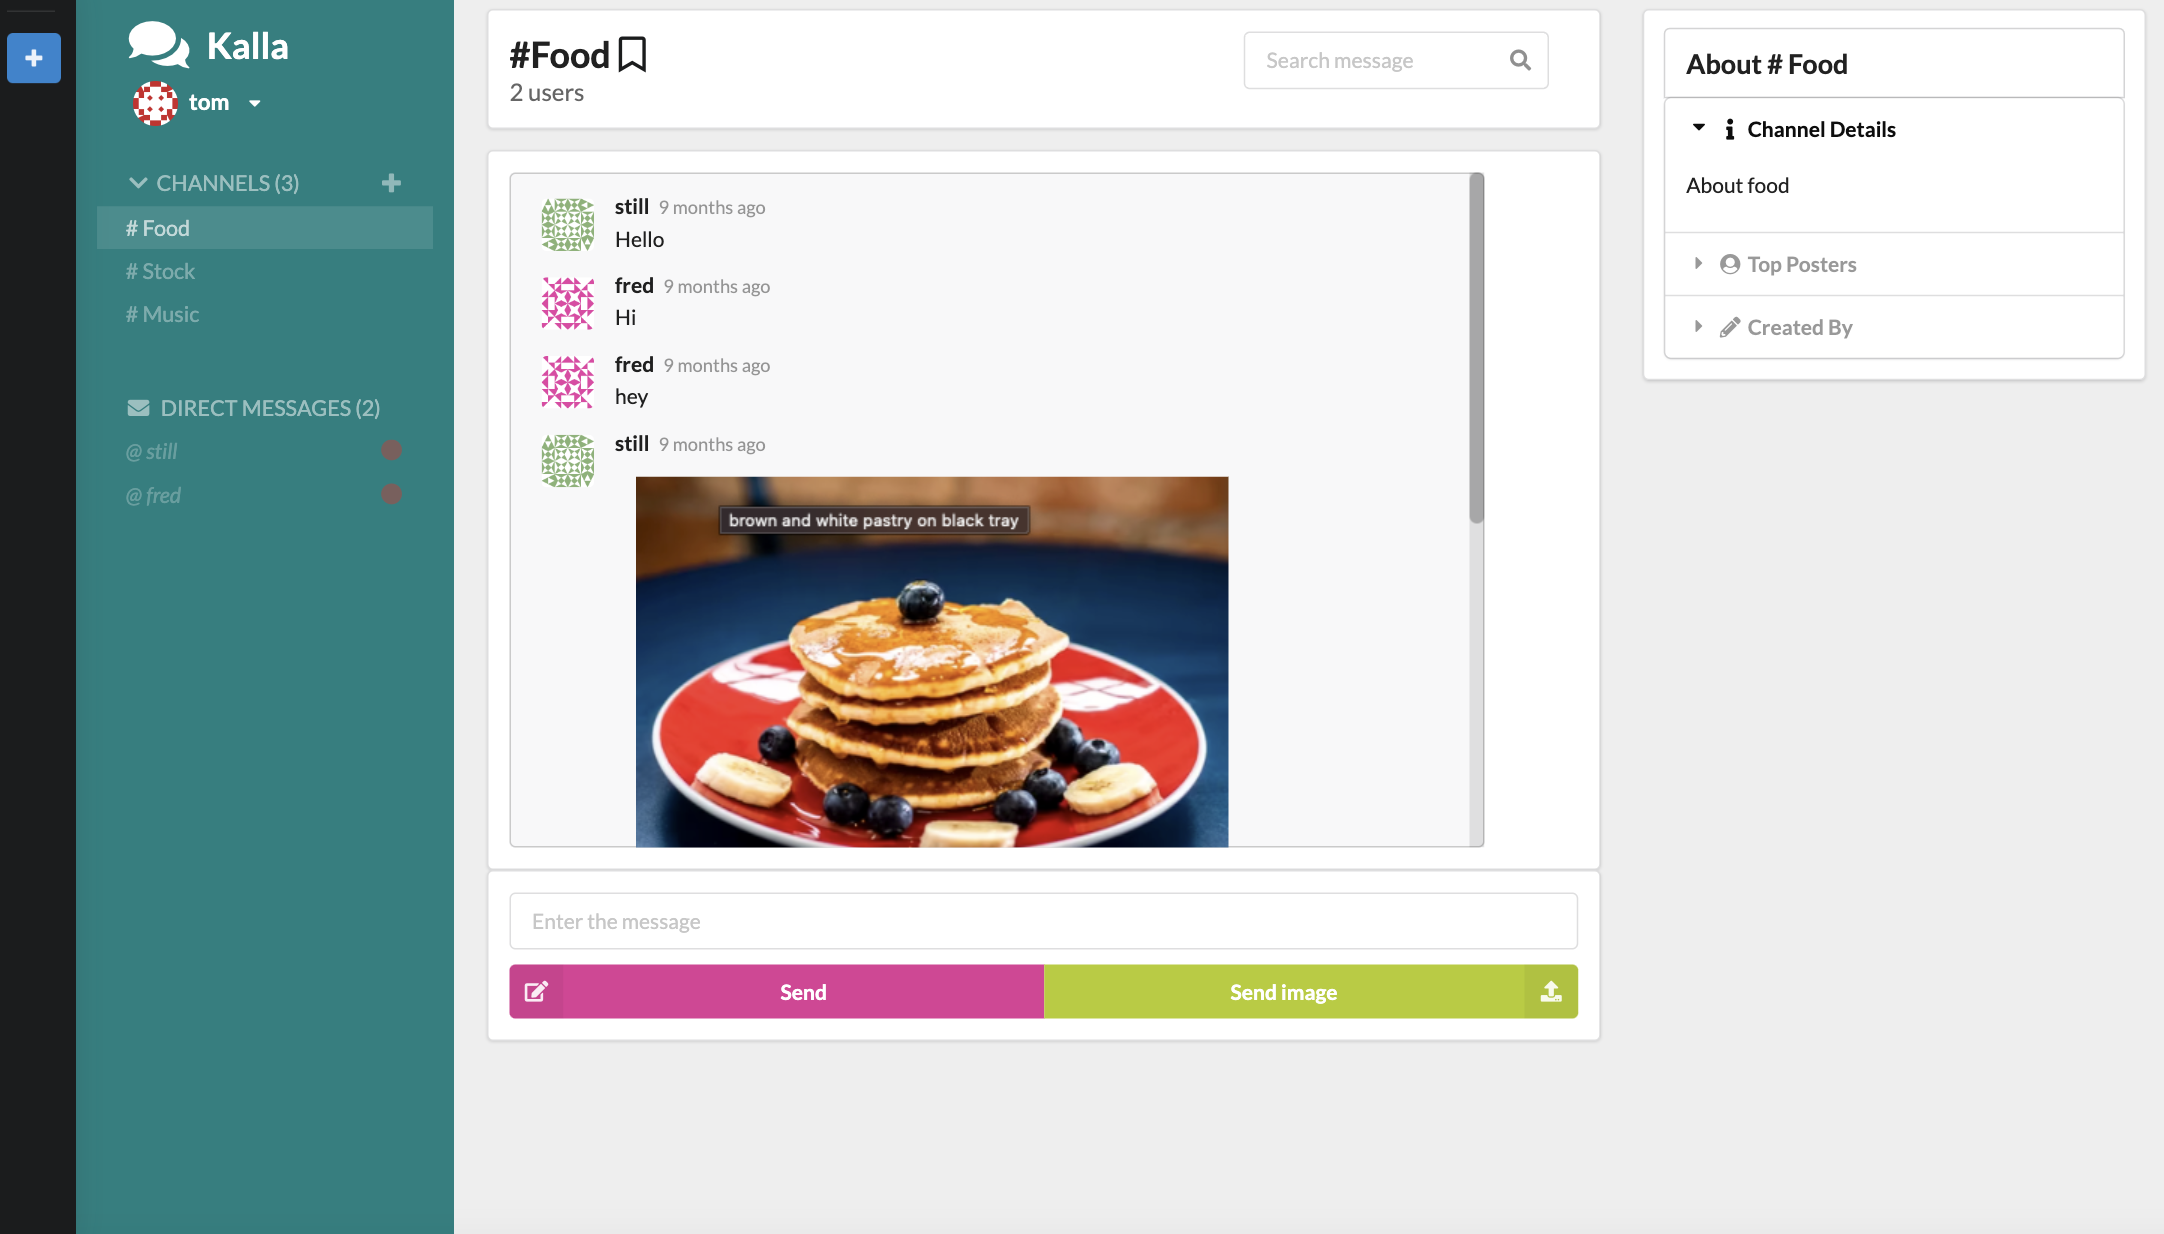 Kalla
tom
CHANNELS (3)
# Food
# Stock
# Music
DIRECT MESSAGES (2)
@ still
@ fred
#Food
2 users
Search message
still 9 months ago
Hello
fred 9 months ago
Hi
fred 9 months ago
hey
still 9 months ago
brown and white pastry on black tray
Enter the message
Send
Send image
About # Food
Channel Details
About food
Top Posters
Created By